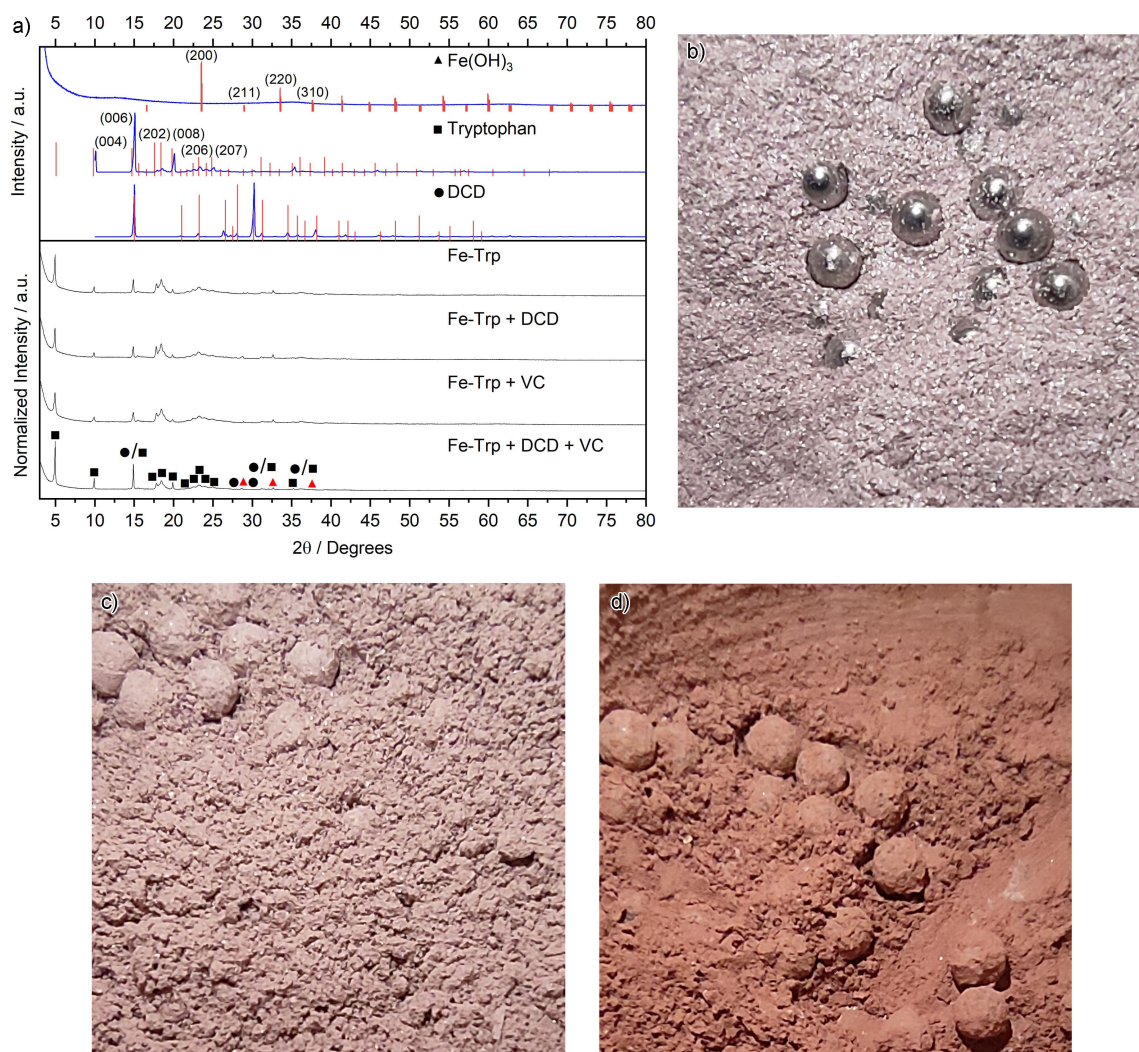 a)
5 10 15 20 25 30 35 40 45 50 55 60 65 70 75 80
Intensity / a.u.
(200)
(211)
(220)
(310)
▲ Fe(OH)₃
(006)
(004)
(202)
(008)
(206)
(207)
■ Tryptophan
● DCD
Normalized Intensity / a.u.
Fe-Trp
Fe-Trp + DCD
Fe-Trp + VC
Fe-Trp + DCD + VC
/
/
/
5 10 15 20 25 30 35 40 45 50 55 60 65 70 75 80
2θ / Degrees
b)
c)
d)